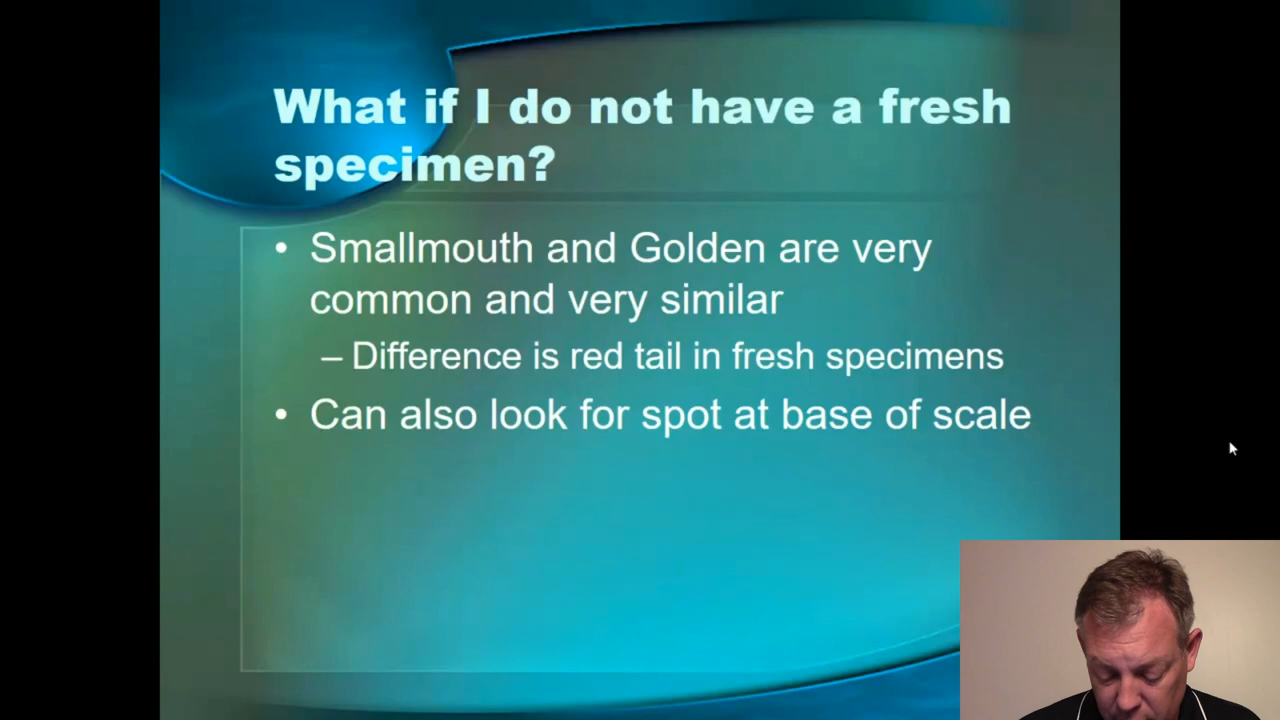 What if I do not have a fresh
specimen?
• Smallmouth and Golden are very
common and very similar
– Difference is red tail in fresh specimens
• Can also look for spot at base of scale